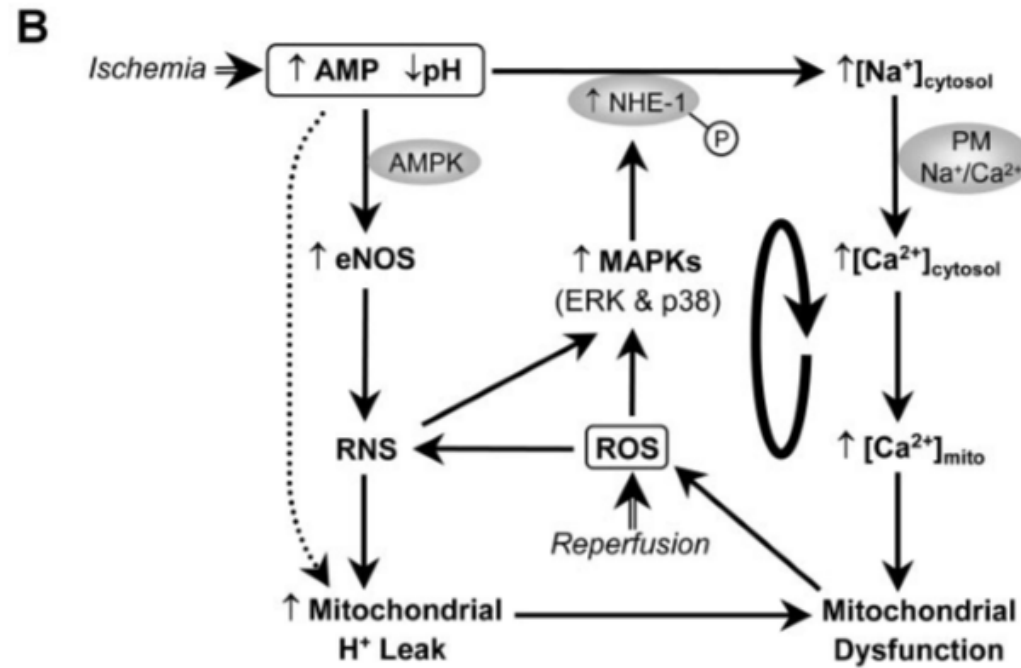 B
Ischemia
↑ AMP ↓pH
↑[Na⁺]cytosol
↑ NHE-1
P
AMPK
PM
Na⁺/Ca²⁺
↑ eNOS
↑ MAPKs
(ERK & p38)
↑[Ca²⁺]cytosol
RNS
ROS
↑ [Ca²⁺]mito
Reperfusion
↑ Mitochondrial
H⁺ Leak
Mitochondrial
Dysfunction